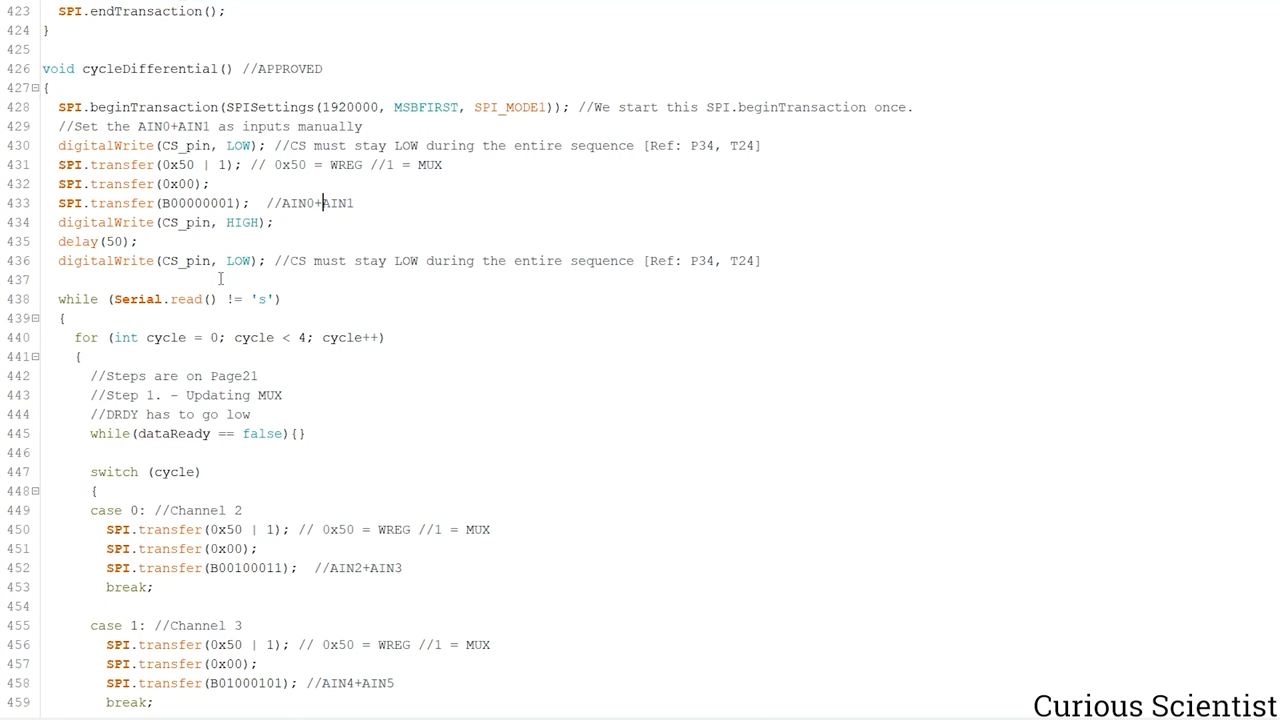 423 SPI.endTransaction();
424 }
425
426 void cycleDifferential() //APPROVED
427 {
428 SPI.beginTransaction(SPISettings(1920000, MSBFIRST, SPI_MODE1)); //We start this SPI.beginTransaction once.
429 //Set the AIN0+AIN1 as inputs manually
430 digitalWrite(CS_pin, LOW); //CS must stay LOW during the entire sequence [Ref: P34, T24]
431 SPI.transfer(0x50 | 1); // 0x50 = WREG //1 = MUX
432 SPI.transfer(0x00);
433 SPI.transfer(B00000001);  //AIN0+AIN1
434 digitalWrite(CS_pin, HIGH);
435 delay(50);
436 digitalWrite(CS_pin, LOW); //CS must stay LOW during the entire sequence [Ref: P34, T24]
437
438 while (Serial.read() != 's')
439 {
440 for (int cycle = 0; cycle < 4; cycle++)
441 {
442 //Steps are on Page21
443 //Step 1. - Updating MUX
444 //DRDY has to go low
445 while(dataReady == false){}
446
447 switch (cycle)
448 {
449 case 0: //Channel 2
450 SPI.transfer(0x50 | 1); // 0x50 = WREG //1 = MUX
451 SPI.transfer(0x00);
452 SPI.transfer(B00100011);  //AIN2+AIN3
453 break;
454
455 case 1: //Channel 3
456 SPI.transfer(0x50 | 1); // 0x50 = WREG //1 = MUX
457 SPI.transfer(0x00);
458 SPI.transfer(B01000101); //AIN4+AIN5
459 break;
Curious Scientist